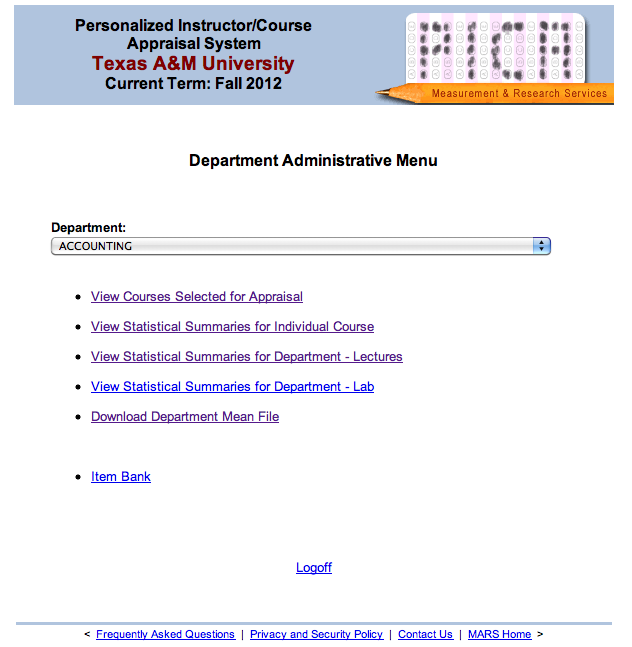 Personalized Instructor/Course
Appraisal System
Texas A&M University
Current Term: Fall 2012
Measurement & Research Services
Department Administrative Menu
Department:
ACCOUNTING
View Courses Selected for Appraisal
View Statistical Summaries for Individual Course
View Statistical Summaries for Department - Lectures
View Statistical Summaries for Department - Lab
Download Department Mean File
Item Bank
Logoff
< Frequently Asked Questions | Privacy and Security Policy | Contact Us | MARS Home >